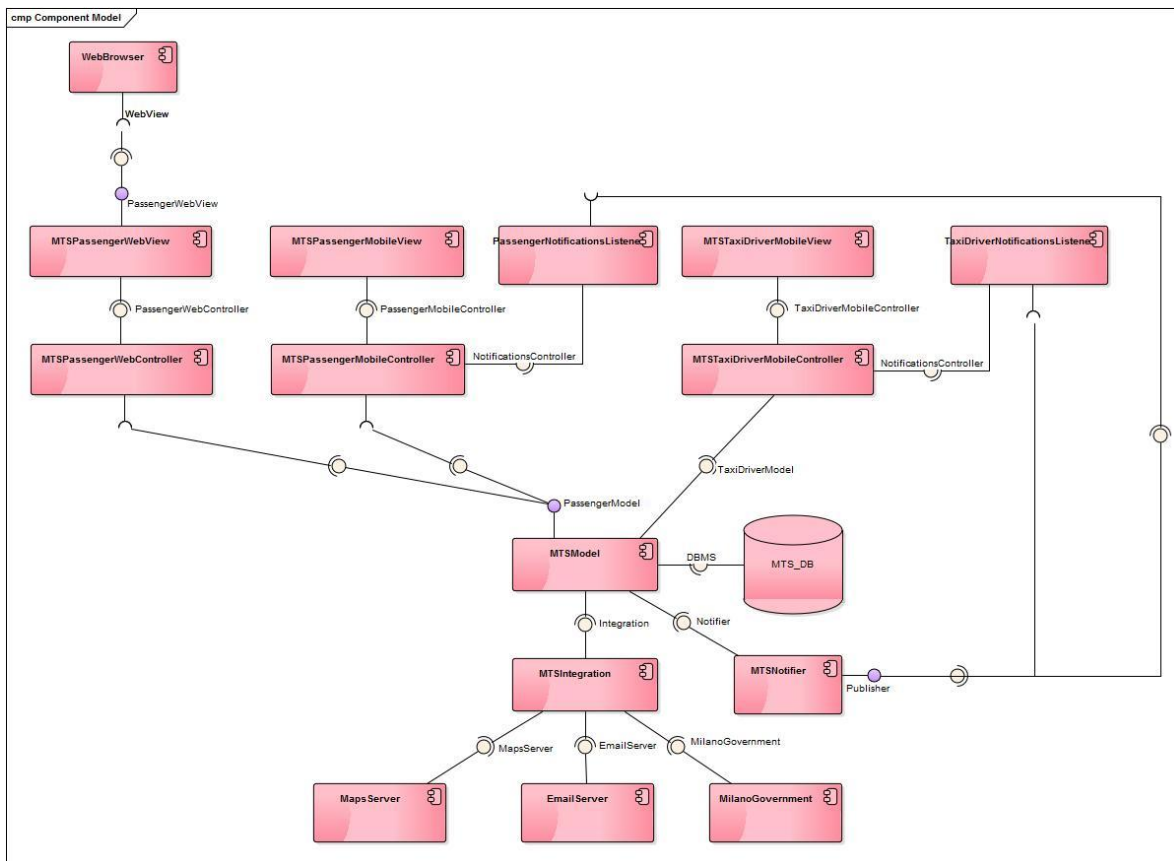 cmp Component Model
WebBrowser
WebView
PassengerWebView
MTSPassengerWebView
MTSPassengerMobileView
PassengerNotificationsListene
MTSTaxiDriverMobileView
TaxiDriverNotificationsListene
PassengerWebController
PassengerMobileController
TaxiDriverMobileController
MTSPassengerWebController
MTSPassengerMobileController
NotificationsController
MTSTaxiDriverMobileController
NotificationsController
TaxiDriverModel
PassengerModel
MTSModel
DBMS
MTS_DB
Integration
Notifier
MTSIntegration
MTSNotifier
Publisher
MapsServer
EmailServer
MilanoGovernment
MapsServer
EmailServer
MilanoGovernment